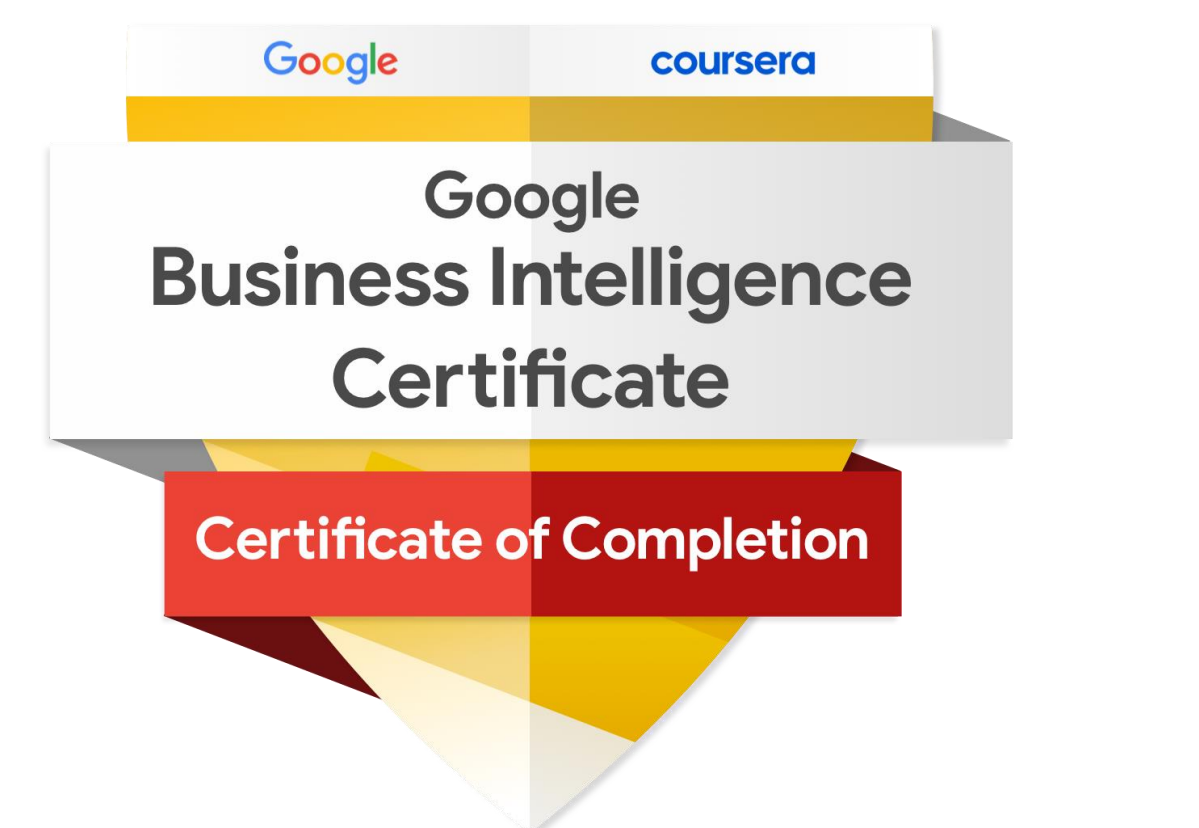 Google coursera
Google
Business Intelligence
Certificate
Certificate of Completion